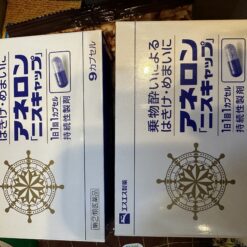 はきけ・めまいに
アネロン
「ニスキャップ」
1日1回1カプセル
持続性製剤
9カプセル
指定第2類医薬品
乗物酔いによる
はきけ・めまいに
アネロン
「ニスキャップ」
1日1回1カプセル
持続性製剤
エスエス製薬